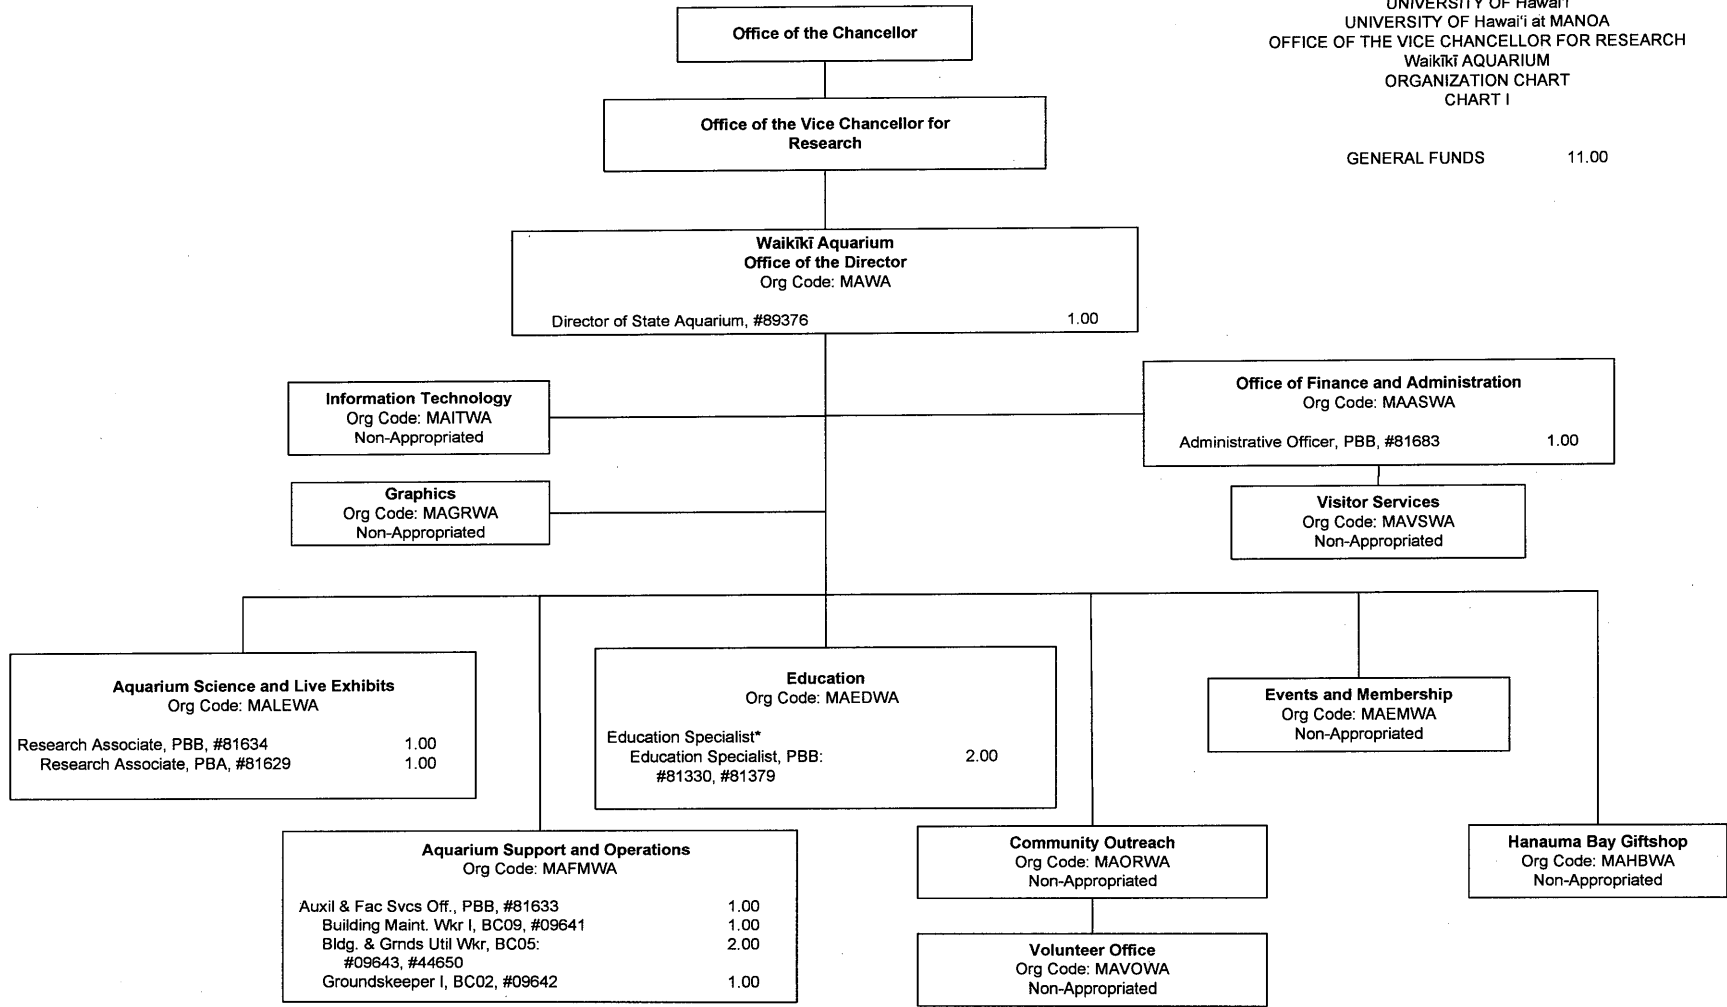 UNIVERSITY OF Hawai'i
UNIVERSITY OF Hawai'i at MANOA
OFFICE OF THE VICE CHANCELLOR FOR RESEARCH
Waikīkī AQUARIUM
ORGANIZATION CHART
CHART I
GENERAL FUNDS 11.00
Office of the Chancellor
Office of the Vice Chancellor for
Research
Waikīkī Aquarium
Office of the Director
Org Code: MAWA
Director of State Aquarium, #89376 1.00
Information Technology
Org Code: MAITWA
Non-Appropriated
Office of Finance and Administration
Org Code: MAASWA
Administrative Officer, PBB, #81683 1.00
Graphics
Org Code: MAGRWA
Non-Appropriated
Visitor Services
Org Code: MAVSWA
Non-Appropriated
Aquarium Science and Live Exhibits
Org Code: MALEWA
Research Associate, PBB, #81634 1.00
Research Associate, PBA, #81629 1.00
Education
Org Code: MAEDWA
Education Specialist*
Education Specialist, PBB: 2.00
#81330, #81379
Events and Membership
Org Code: MAEMWA
Non-Appropriated
Aquarium Support and Operations
Org Code: MAFMWA
Auxil & Fac Svcs Off., PBB, #81633 1.00
Building Maint. Wkr I, BC09, #09641 1.00
Bldg. & Grnds Util Wkr, BC05: 2.00
#09643, #44650
Groundskeeper I, BC02, #09642 1.00
Community Outreach
Org Code: MAORWA
Non-Appropriated
Hanauma Bay Giftshop
Org Code: MAHBWA
Non-Appropriated
Volunteer Office
Org Code: MAVOWA
Non-Appropriated